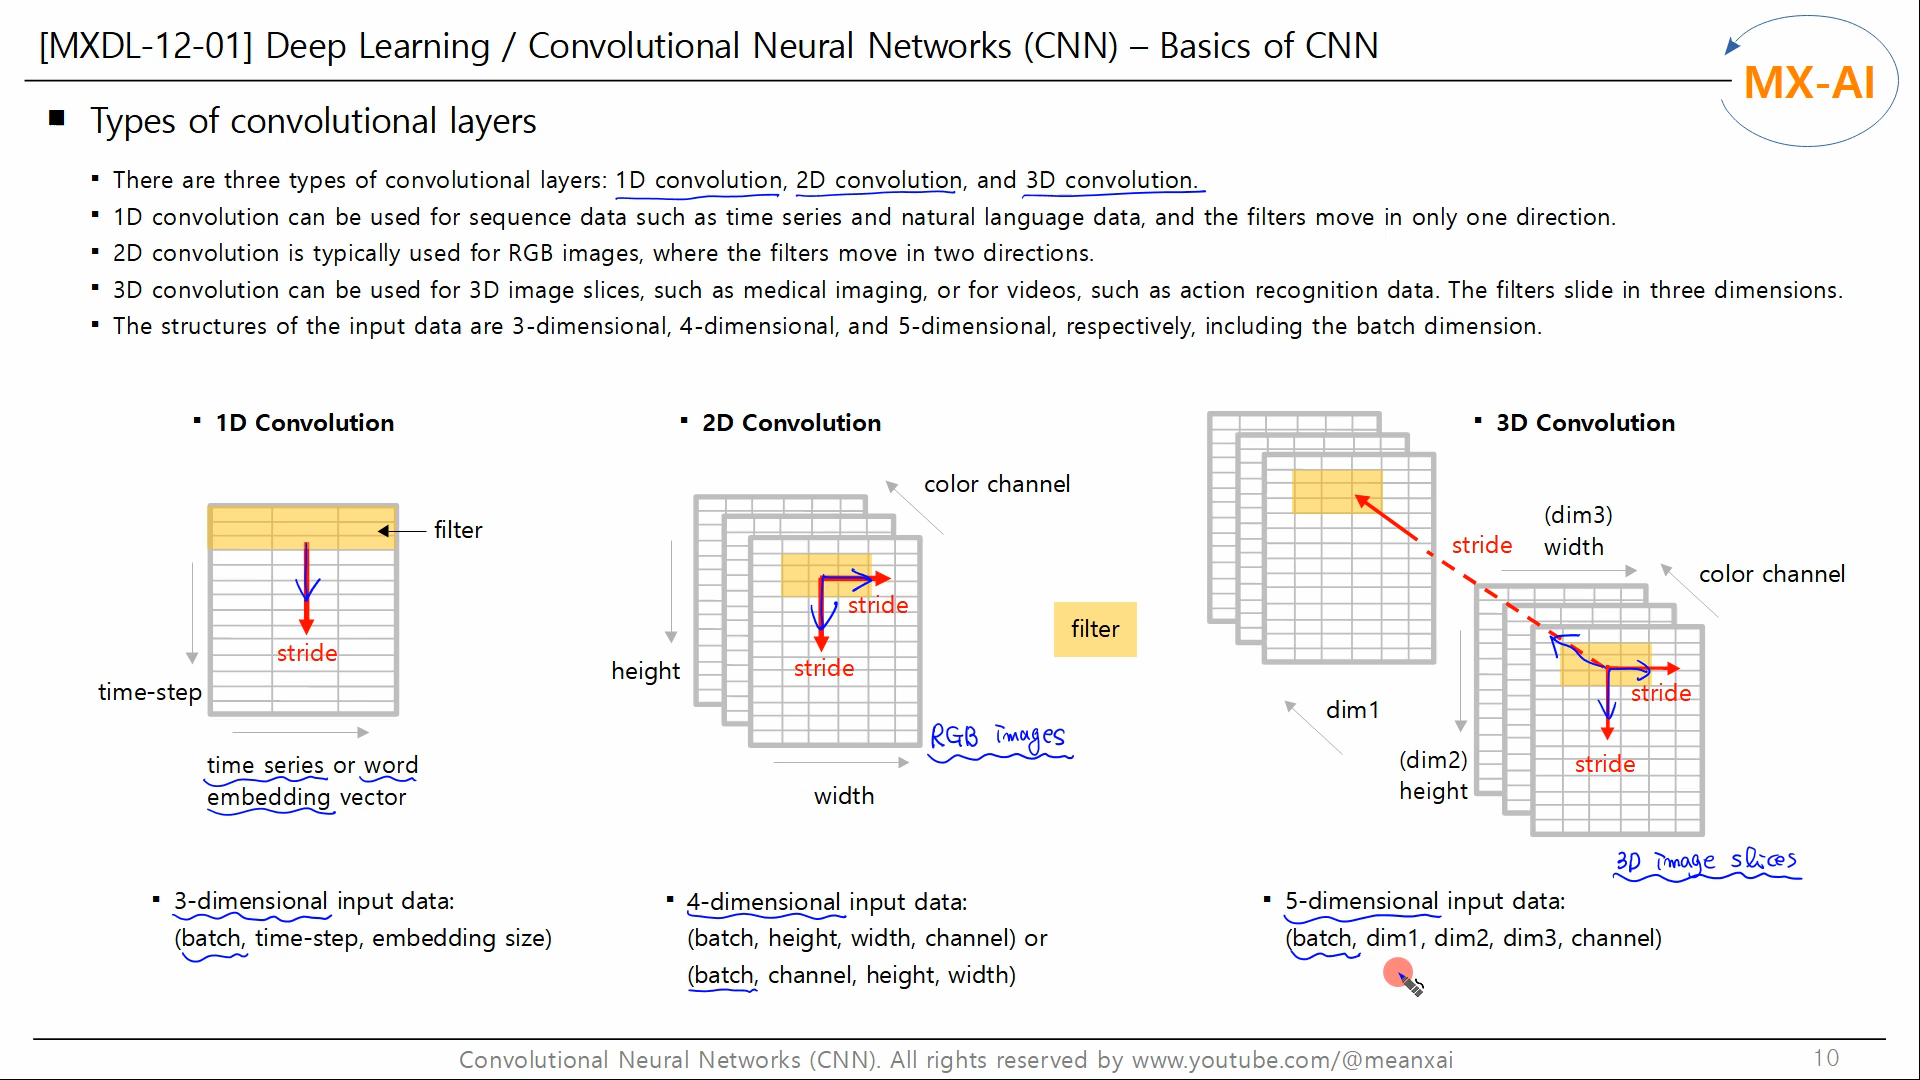 [MXDL-12-01] Deep Learning / Convolutional Neural Networks (CNN) – Basics of CNN
MX-AI
Types of convolutional layers
There are three types of convolutional layers: 1D convolution, 2D convolution, and 3D convolution.
1D convolution can be used for sequence data such as time series and natural language data, and the filters move in only one direction.
2D convolution is typically used for RGB images, where the filters move in two directions.
3D convolution can be used for 3D image slices, such as medical imaging, or for videos, such as action recognition data. The filters slide in three dimensions.
The structures of the input data are 3-dimensional, 4-dimensional, and 5-dimensional, respectively, including the batch dimension.
1D Convolution
filter
stride
time-step
time series or word
embedding vector
3-dimensional input data:
(batch, time-step, embedding size)
2D Convolution
color channel
stride
stride
height
RGB images
width
4-dimensional input data:
(batch, height, width, channel) or
(batch, channel, height, width)
filter
3D Convolution
(dim3)
width
stride
color channel
stride
dim1
stride
(dim2)
height
3D image slices
5-dimensional input data:
(batch, dim1, dim2, dim3, channel)
Convolutional Neural Networks (CNN). All rights reserved by www.youtube.com/@meanxai
10